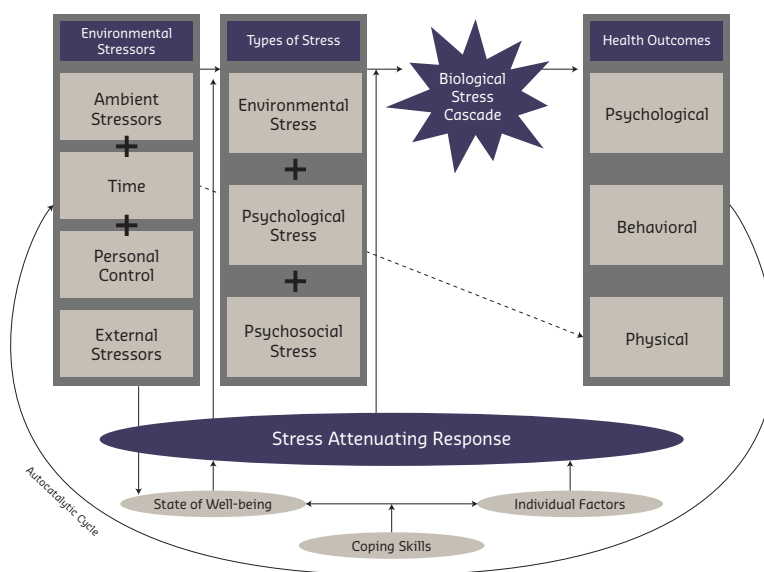 Environmental
Stressors
Ambient
Stressors
+
Time
+
Personal
Control
External
Stressors
Types of Stress
Environmental
Stress
+
Psychological
Stress
+
Psychosocial
Stress
Biological
Stress
Cascade
Health Outcomes
Psychological
Behavioral
Physical
Stress Attenuating Response
State of Well-being
Individual Factors
Coping Skills
Autocatalytic Cycle